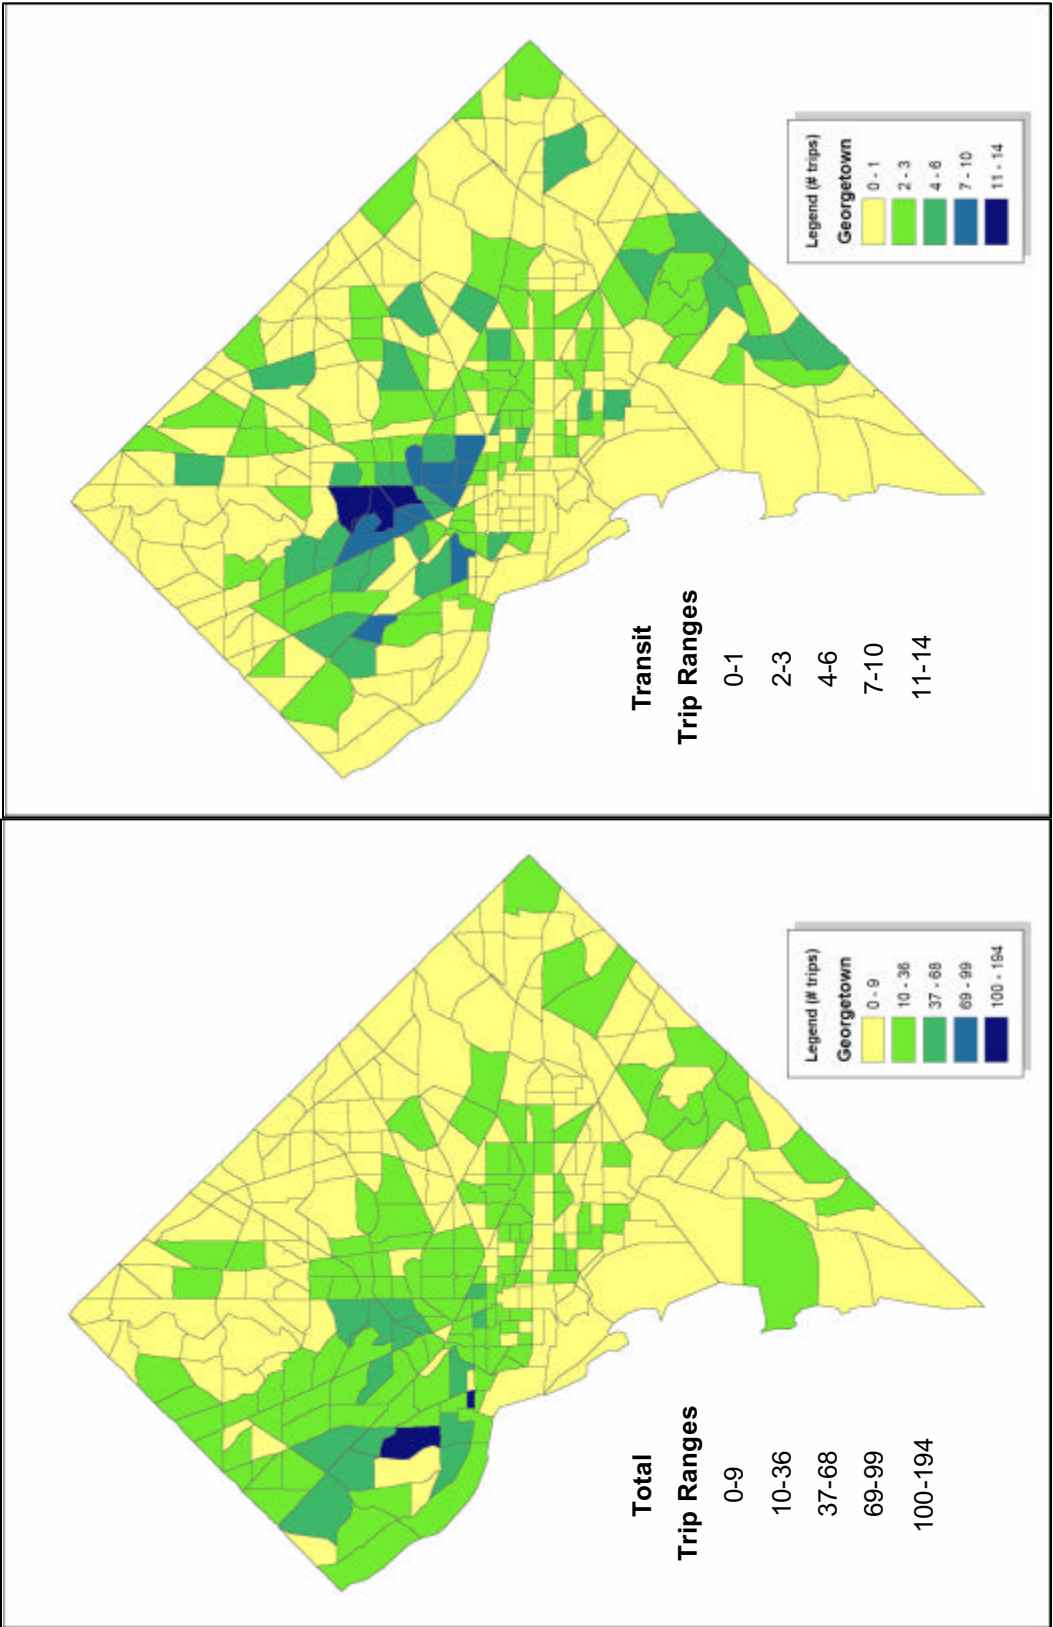 Legend (# trips)
Georgetown
0 - 1
2 - 3
4 - 6
7 - 10
11 - 14
Transit
Trip Ranges
0-1
2-3
4-6
7-10
11-14
Legend (# trips)
Georgetown
0 - 9
10 - 36
37 - 68
69 - 99
100 - 194
Total
Trip Ranges
0-9
10-36
37-68
69-99
100-194